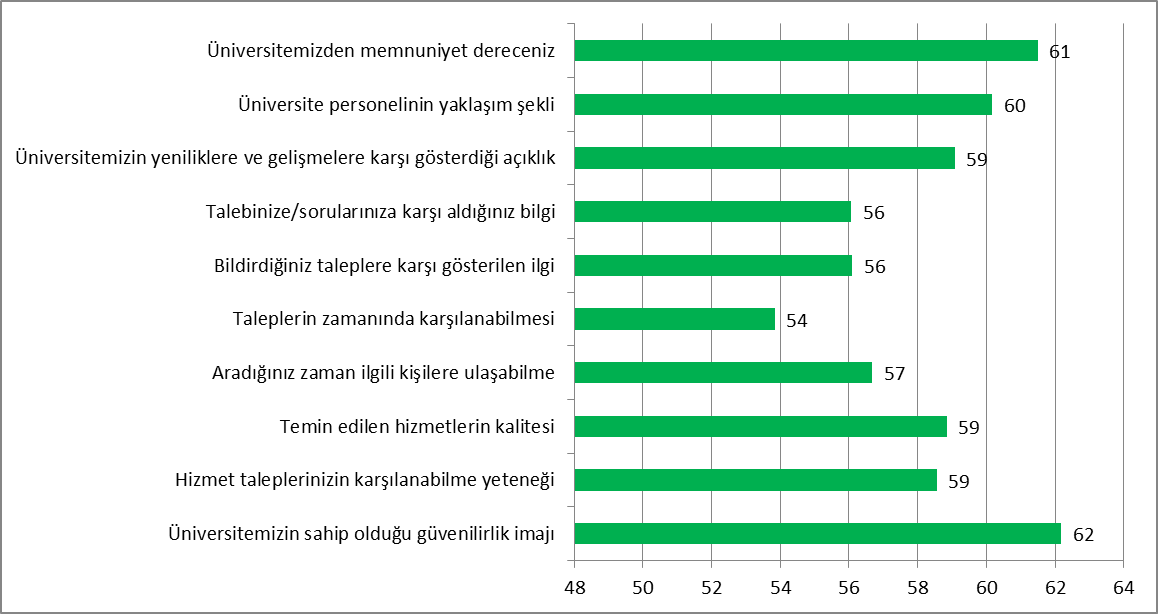 Üniversitemizden memnuniyet dereceniz 61
Üniversite personelinin yaklaşım şekli 60
Üniversitemizin yeniliklere ve gelişmelere karşı gösterdiği açıklık 59
Talebinize/sorularınıza karşı aldığınız bilgi 56
Bildirdiğiniz taleplere karşı gösterilen ilgi 56
Taleplerin zamanında karşılanabilmesi 54
Aradığınız zaman ilgili kişilere ulaşabilme 57
Temin edilen hizmetlerin kalitesi 59
Hizmet taleplerinizin karşılanabilme yeteneği 59
Üniversitemizin sahip olduğu güvenilirlik imajı 62
48 50 52 54 56 58 60 62 64